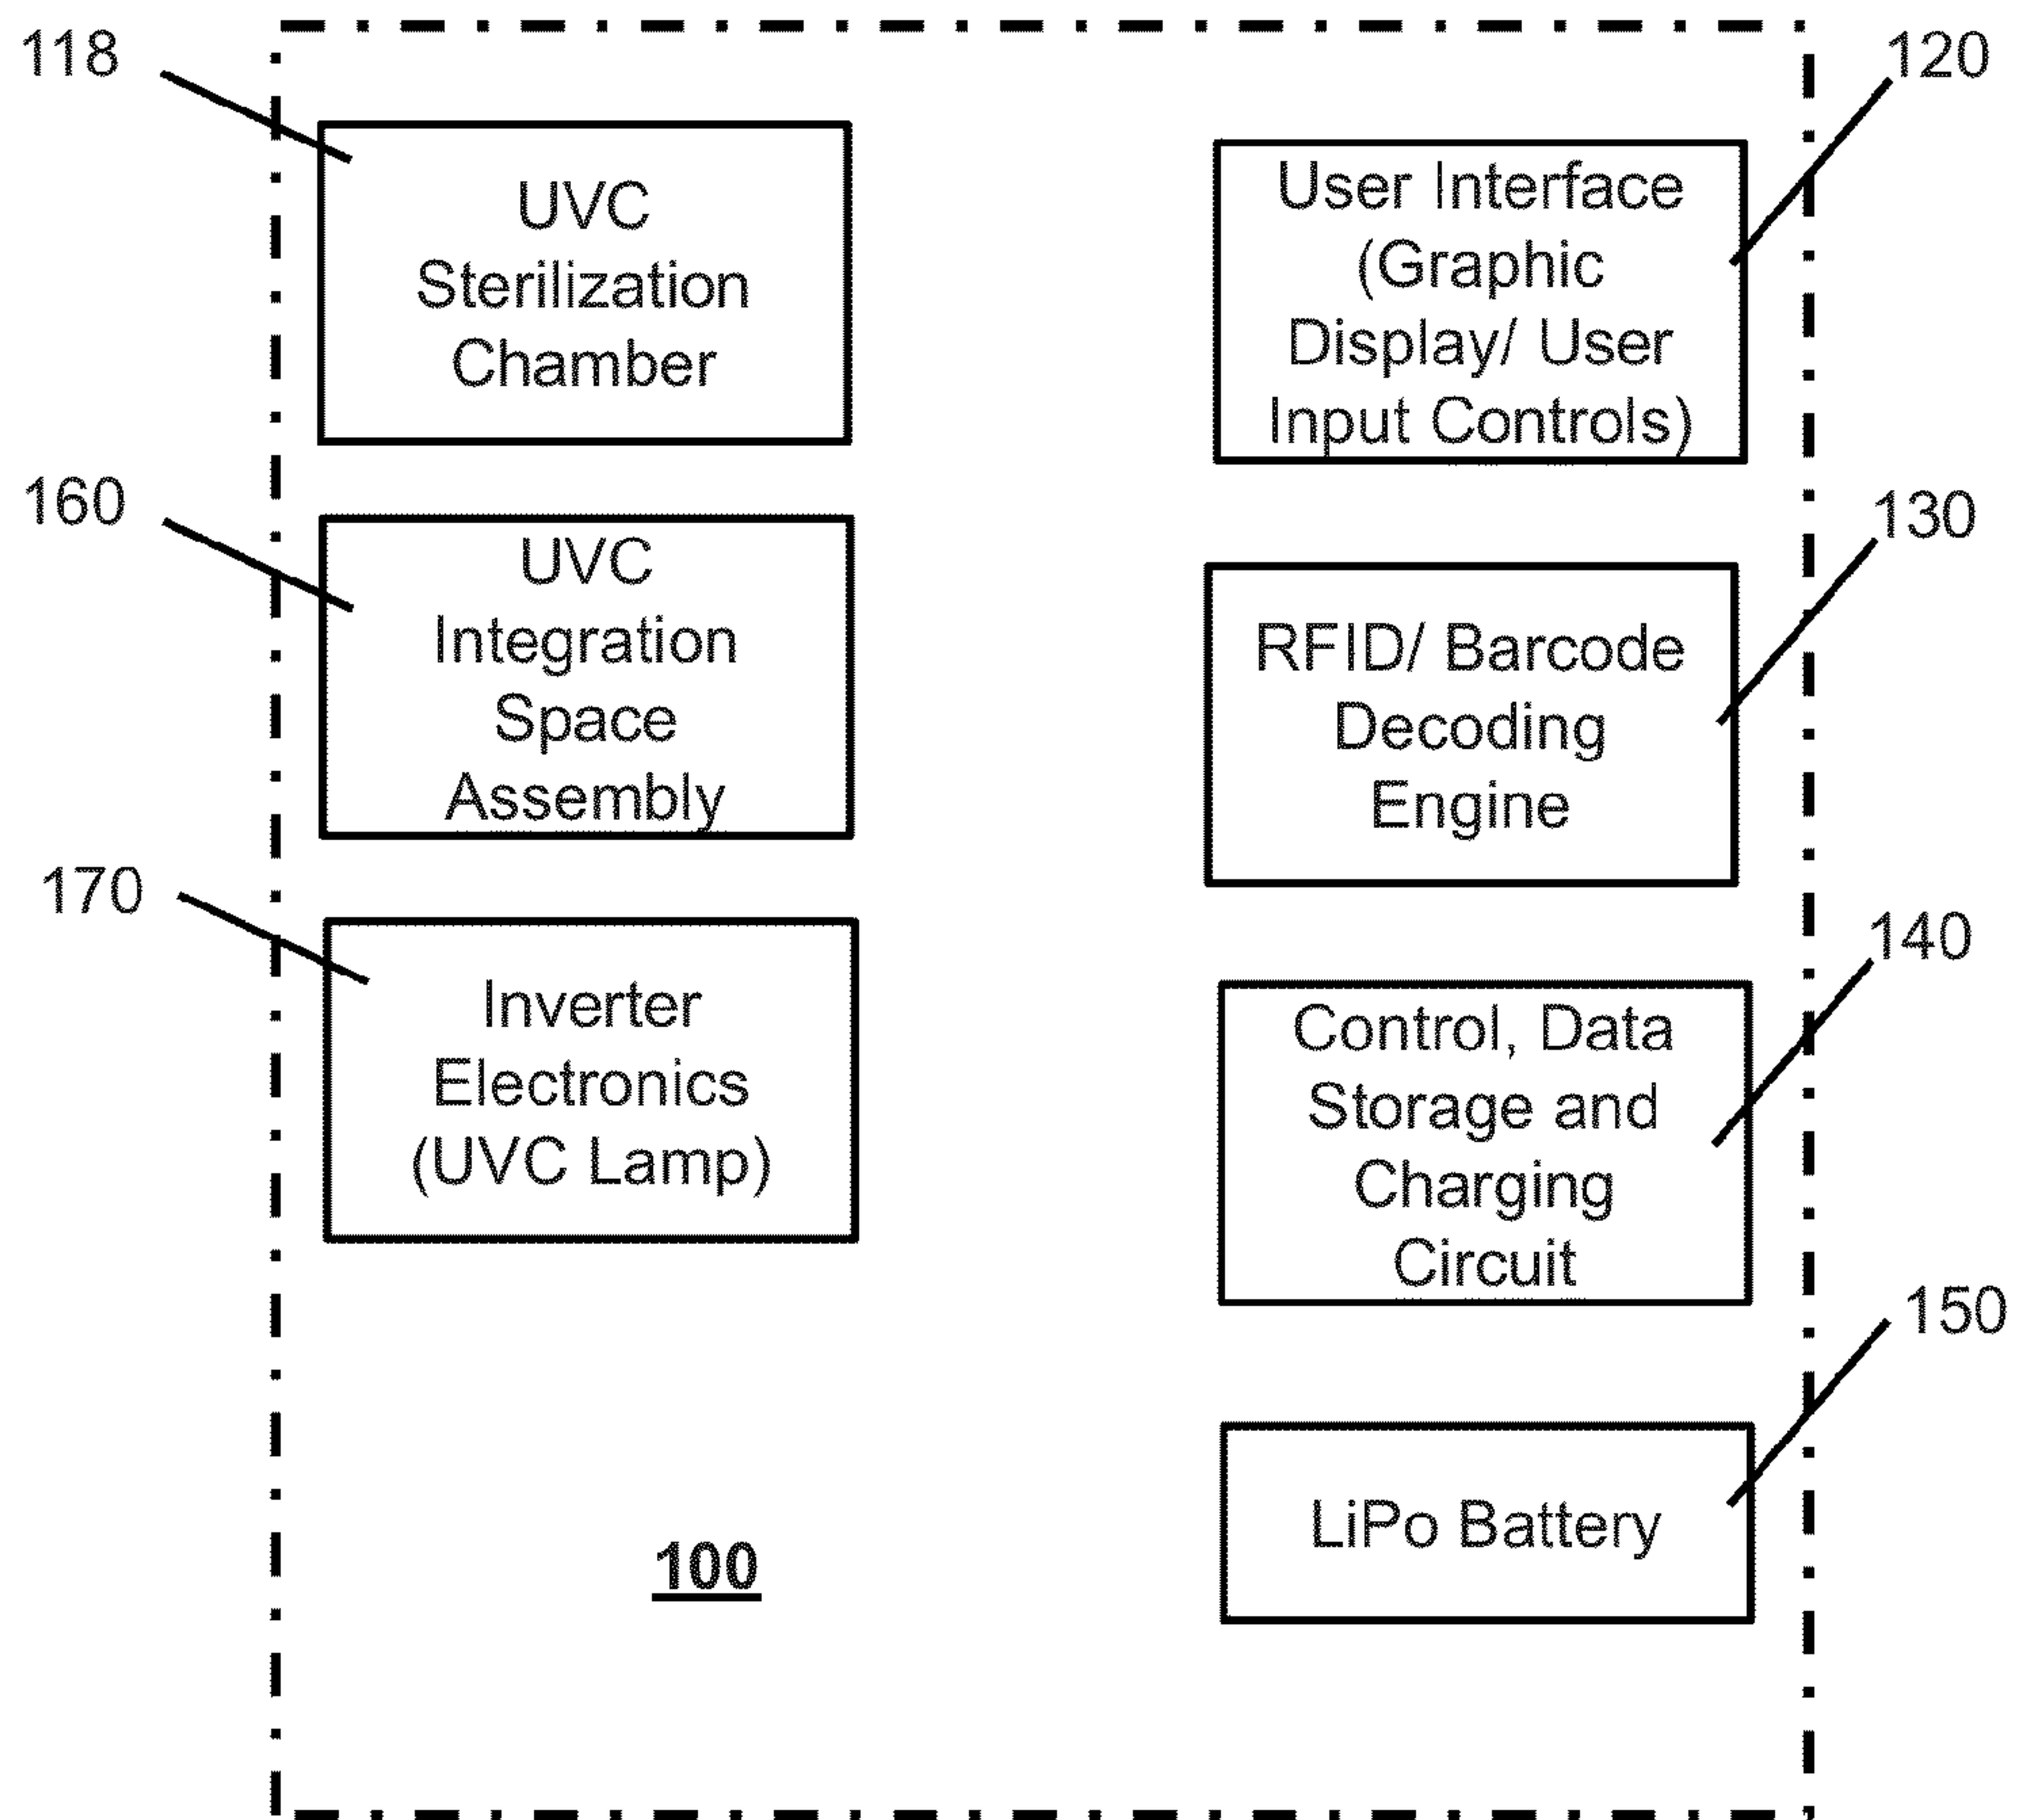 118
UVC
Sterilization
Chamber
160
UVC
Integration
Space
Assembly
170
Inverter
Electronics
(UVC Lamp)
100
120
User Interface
(Graphic
Display/ User
Input Controls)
130
RFID/ Barcode
Decoding
Engine
140
Control, Data
Storage and
Charging
Circuit
150
LiPo Battery